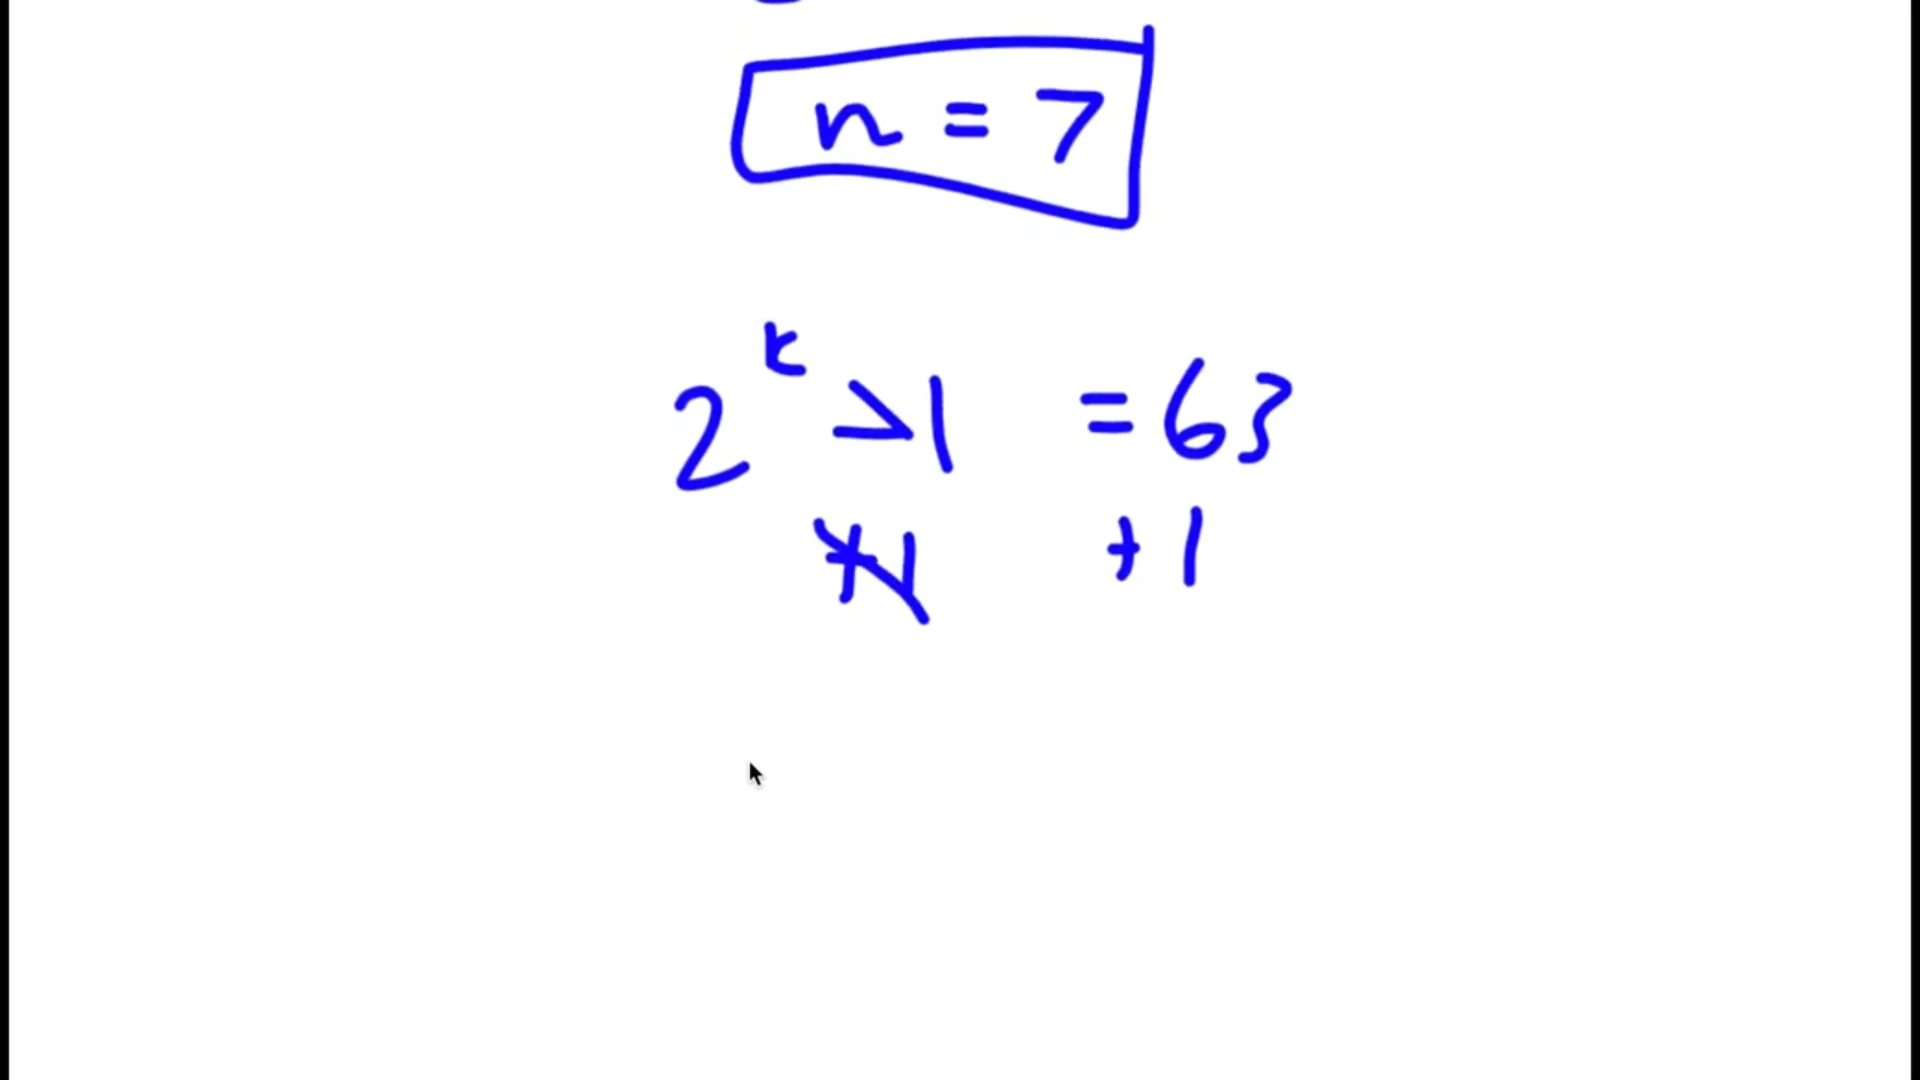 n = 7
2^k - 1 = 63
+1 +1